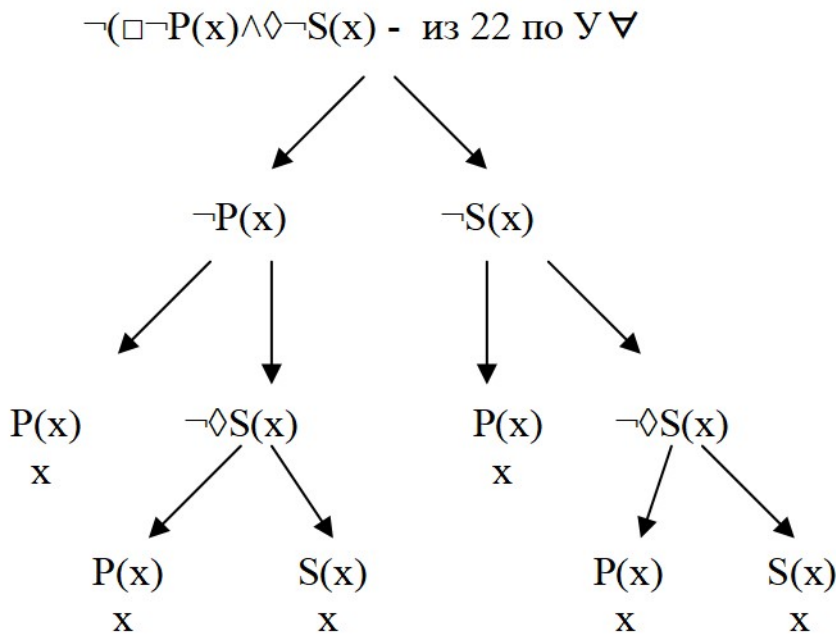 ¬(□¬P(x)∧◊¬S(x) - из 22 по У∀
¬P(x) ¬S(x)
P(x) ¬◊S(x) P(x) ¬◊S(x)
x x
P(x) S(x) P(x) S(x)
x x x x